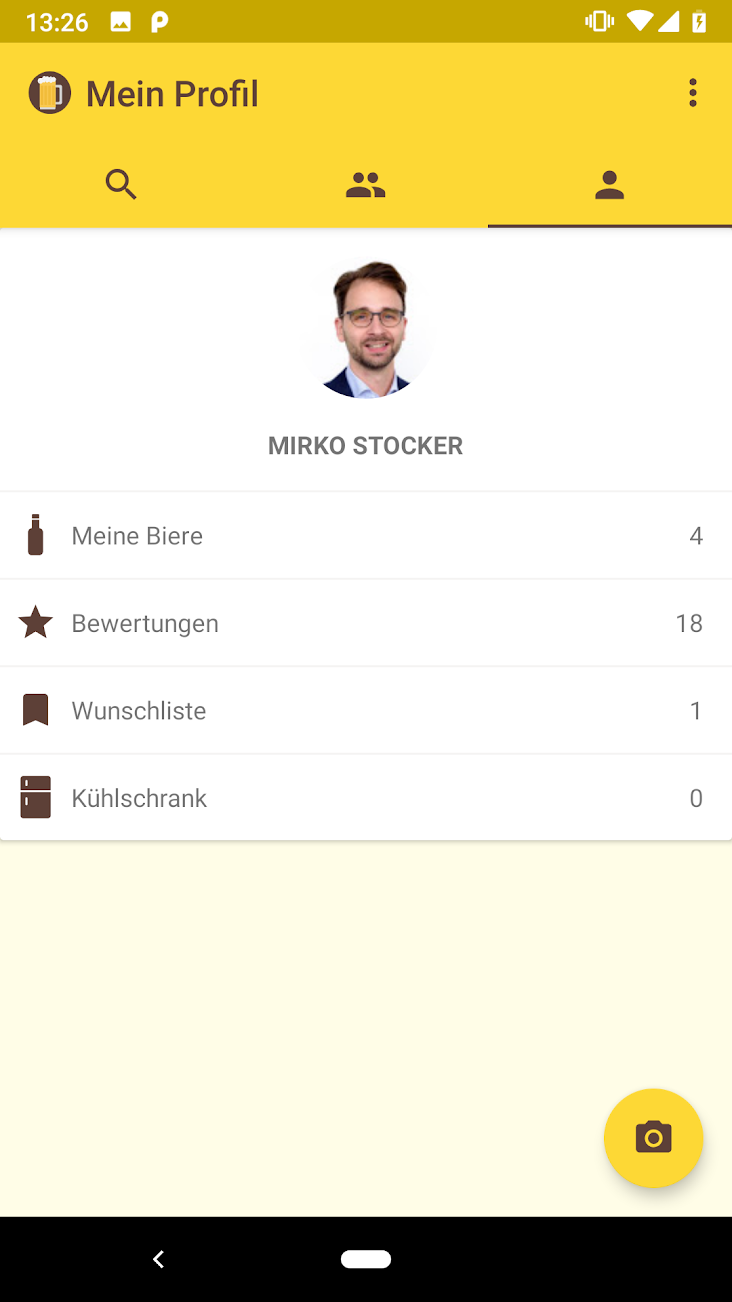 13:26
Mein Profil
MIRKO STOCKER
Meine Biere 4
Bewertungen 18
Wunschliste 1
Kühlschrank 0